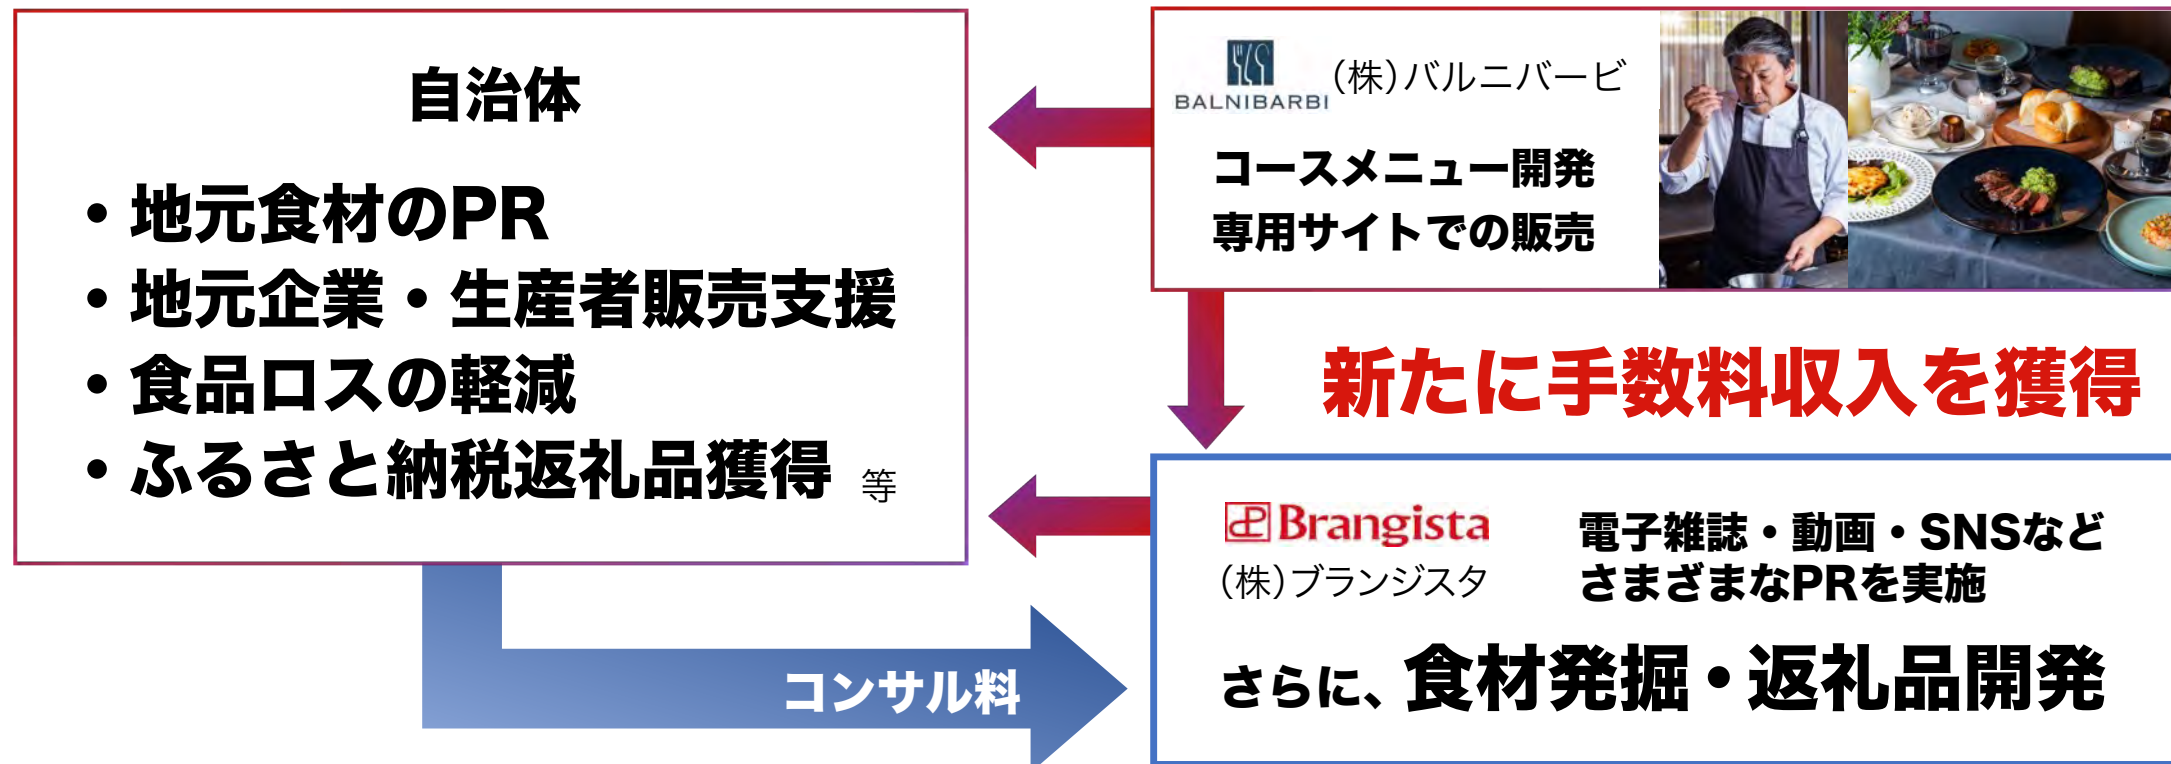 自治体
・地元食材のPR
・地元企業・生産者販売支援
・食品ロスの軽減
・ふるさと納税返礼品獲得 等
BALNIBARBI
(株)バルニバービ
コースメニュー開発
専用サイトでの販売
新たに手数料収入を獲得
Brangista
(株)ブランジスタ
電子雑誌・動画・SNSなど
さまざまなPRを実施
さらに、食材発掘・返礼品開発
コンサル料